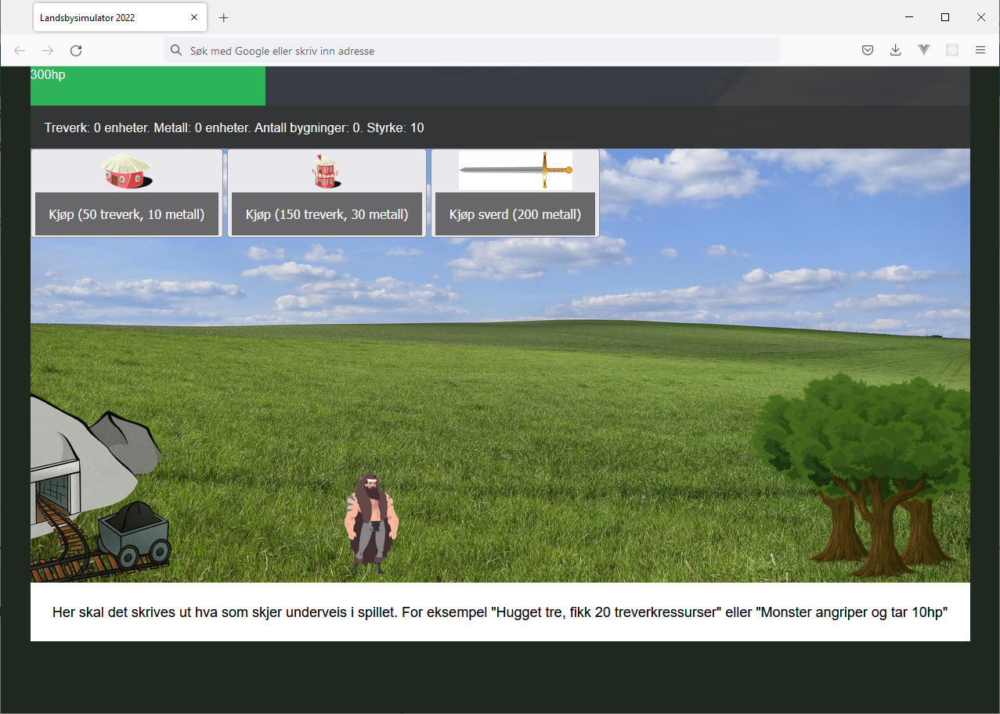 Landsbysimulator 2022
Søk med Google eller skriv inn adresse
300hp
Treverk: 0 enheter. Metall: 0 enheter. Antall bygninger: 0. Styrke: 10
Kjøp (50 treverk, 10 metall)
Kjøp (150 treverk, 30 metall)
Kjøp sverd (200 metall)
Her skal det skrives ut hva som skjer underveis i spillet. For eksempel "Hugget tre, fikk 20 treverkressurser" eller "Monster angriper og tar 10hp"